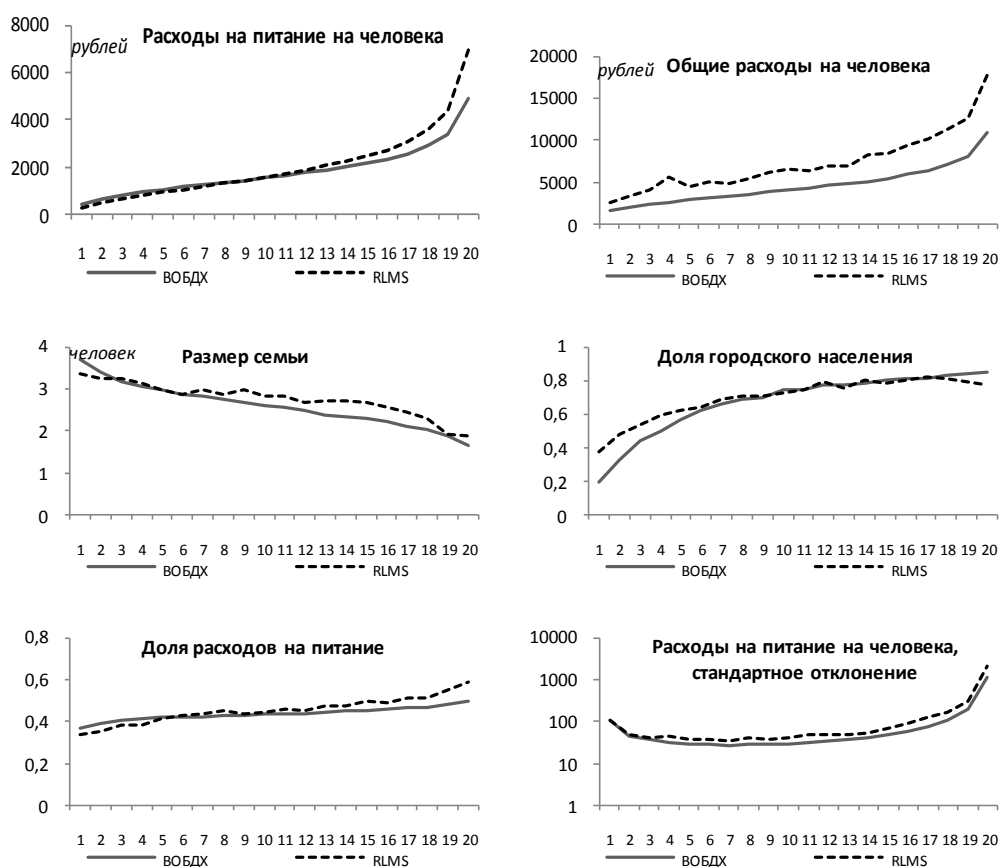 Расходы на питание на человека
рублей
8000
6000
4000
2000
0
1 2 3 4 5 6 7 8 9 10 11 12 13 14 15 16 17 18 19 20
ВОБДХ RLMS
Общие расходы на человека
рублей
20000
15000
10000
5000
0
1 2 3 4 5 6 7 8 9 10 11 12 13 14 15 16 17 18 19 20
ВОБДХ RLMS
Размер семьи
человек
4
3
2
1
0
1 2 3 4 5 6 7 8 9 10 11 12 13 14 15 16 17 18 19 20
ВОБДХ RLMS
Доля городского населения
1
0,8
0,6
0,4
0,2
0
1 2 3 4 5 6 7 8 9 10 11 12 13 14 15 16 17 18 19 20
ВОБДХ RLMS
Доля расходов на питание
0,8
0,6
0,4
0,2
0
1 2 3 4 5 6 7 8 9 10 11 12 13 14 15 16 17 18 19 20
ВОБДХ RLMS
Расходы на питание на человека,
стандартное отклонение
10000
1000
100
10
1
1 2 3 4 5 6 7 8 9 10 11 12 13 14 15 16 17 18 19 20
ВОБДХ RLMS